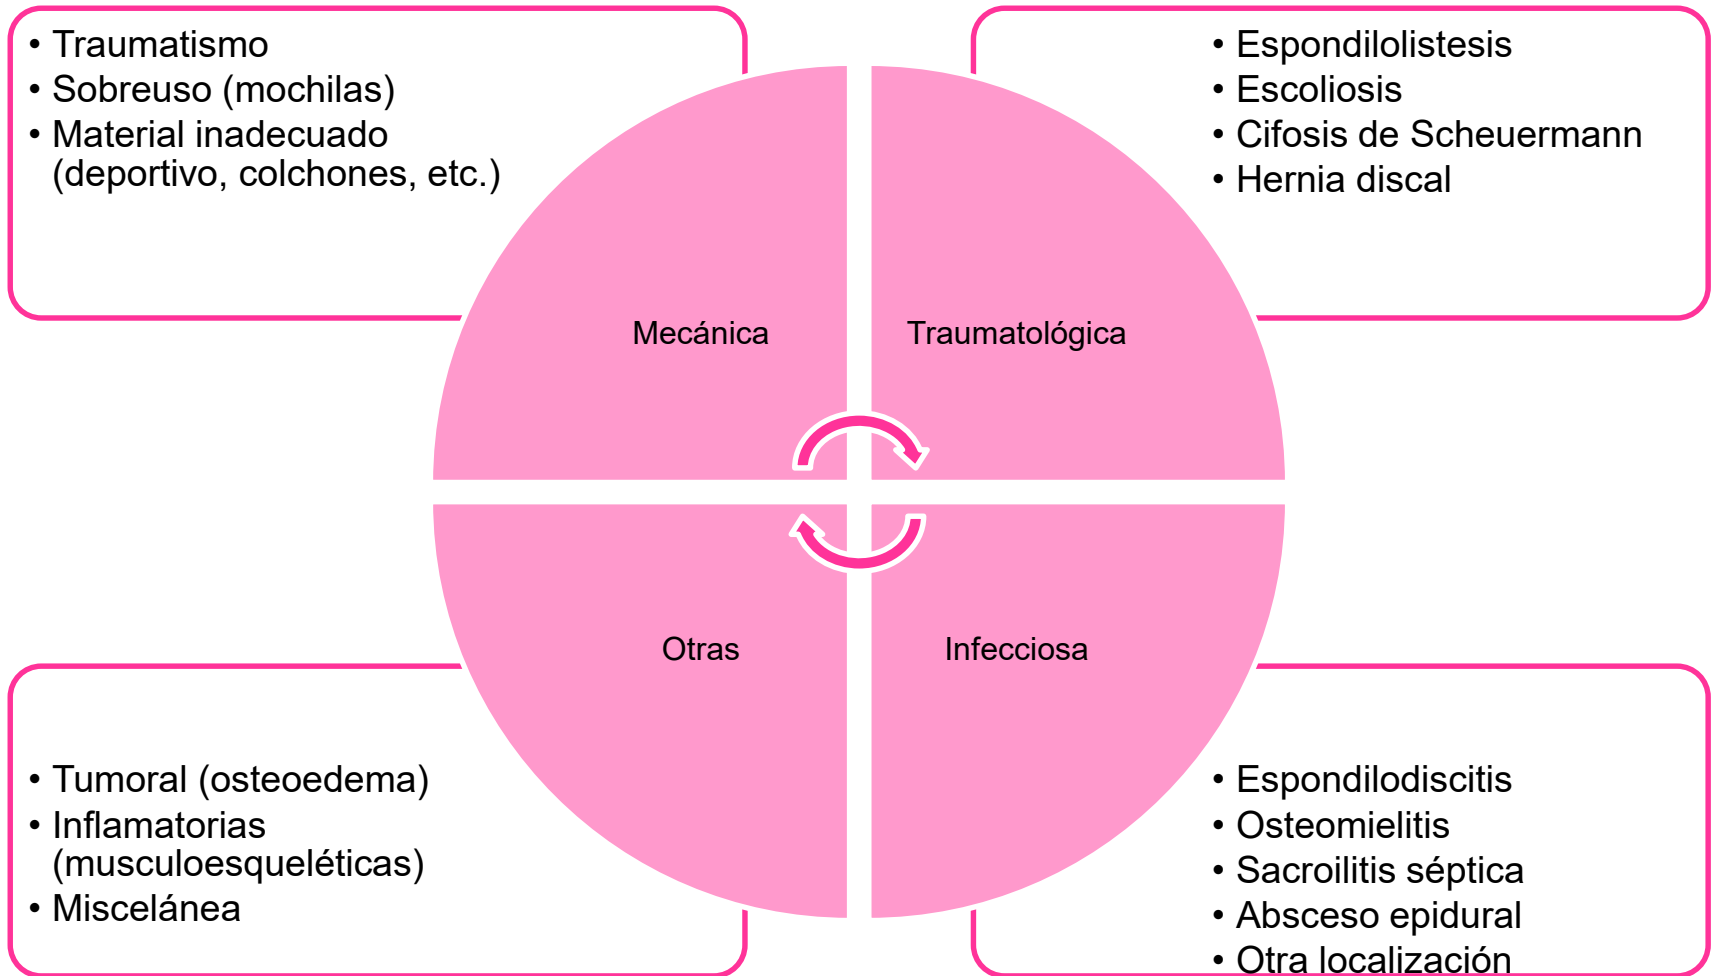 • Traumatismo
• Sobreuso (mochilas)
• Material inadecuado
(deportivo, colchones, etc.)
• Espondilolistesis
• Escoliosis
• Cifosis de Scheuermann
• Hernia discal
Mecánica
Traumatológica
Otras
Infecciosa
• Tumoral (osteoedema)
• Inflamatorias
(musculoesqueléticas)
• Miscelánea
• Espondilodiscitis
• Osteomielitis
• Sacroilitis séptica
• Absceso epidural
• Otra localización